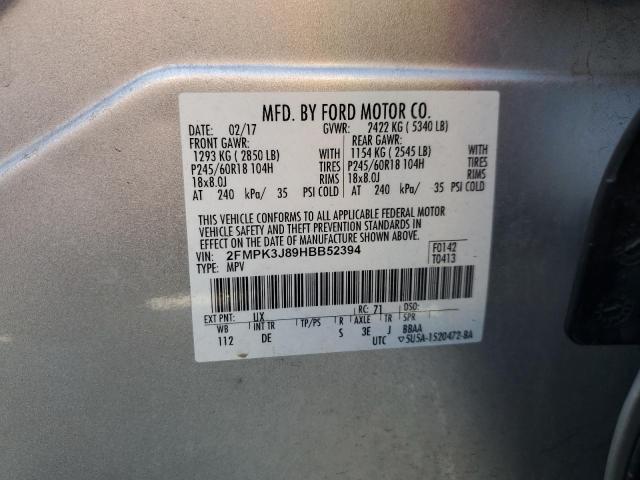 MFD. BY FORD MOTOR CO.
DATE: 02/17 GVWR: 2422 KG ( 5340 LB)
FRONT GAWR: REAR GAWR:
1293 KG ( 2850 LB) WITH 1154 KG ( 2545 LB) WITH
P245/60R18 104H TIRES P245/60R18 104H TIRES
18x8.0J RIMS 18x8.0J RIMS
AT 240 kPa/ 35 PSI COLD AT 240 kPa/ 35 PSI COLD
THIS VEHICLE CONFORMS TO ALL APPLICABLE FEDERAL MOTOR
VEHICLE SAFETY AND THEFT PREVENTION STANDARDS IN
EFFECT ON THE DATE OF MANUFACTURE SHOWN ABOVE.
VIN: 2FMPK3J89HBB52394 F0142
TYPE: MPV T0413
EXT PNT: UX RC: 71 DSO:
WB INT TR TP/PS R AXLE TR SPR
112 DE S 3E J BBAA
UTC 5U5A-1520472-BA